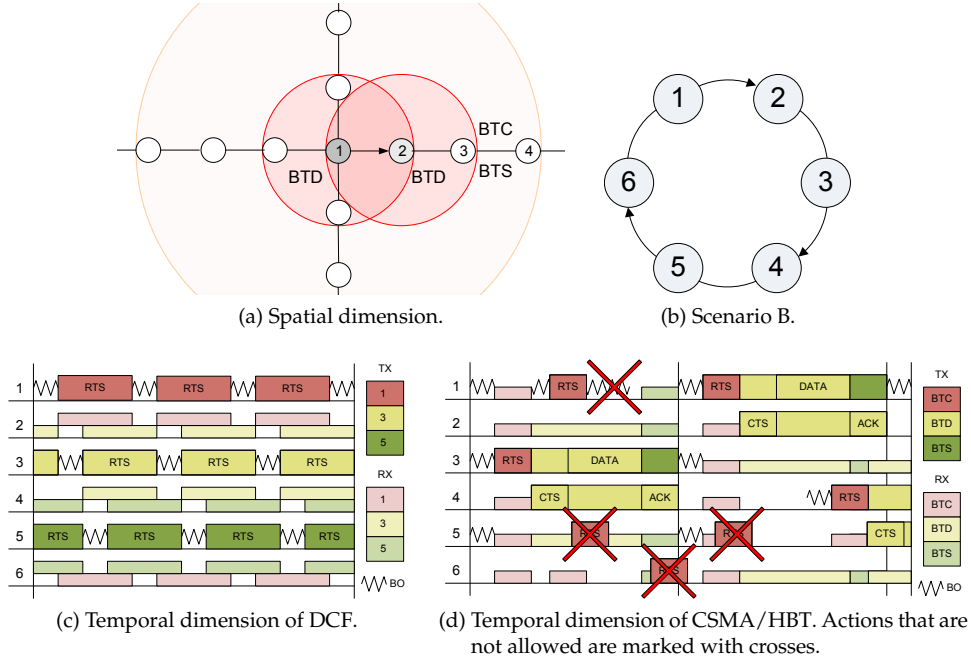 1
2
3
4
BTD
BTD
BTC
BTS
(a) Spatial dimension.
1
2
3
4
5
6
(b) Scenario B.
TX
1 RTS RTS RTS
1
2
3
3 RTS RTS RTS
5
RX
4
1
5 RTS RTS RTS RTS
3
6
5
BO
(c) Temporal dimension of DCF.
TX
1 RTS RTS DATA
BTC
2 CTS ACK
BTD
3 RTS DATA
BTS
RX
4 CTS ACK RTS
BTC
5 CTS
BTD
6
BTS
BO
(d) Temporal dimension of CSMA/HBT. Actions that are
not allowed are marked with crosses.